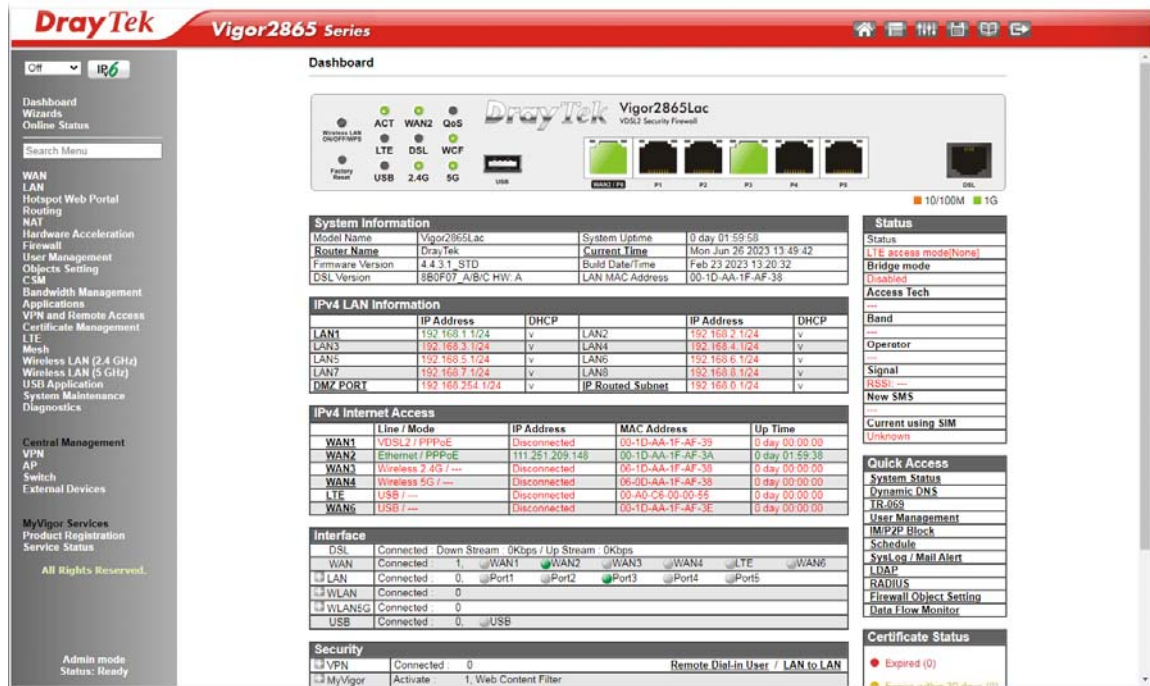 DrayTek Vigor2865 Series
Off IPv6
Dashboard
Wizards
Online Status
Search Menu
WAN
LAN
Hotspot Web Portal
Routing
NAT
Hardware Acceleration
Firewall
User Management
Objects Setting
CSM
Bandwidth Management
Applications
VPN and Remote Access
Certificate Management
LTE
Mesh
Wireless LAN (2.4 GHz)
Wireless LAN (5 GHz)
USB Application
System Maintenance
Diagnostics
Central Management
VPN
AP
Switch
External Devices
MyVigor Services
Product Registration
Service Status
All Rights Reserved.
Admin mode
Status: Ready
Dashboard
DrayTek Vigor2865Lac
VDSL2 Security Firewall
Wireless LAN
ON/OFF/WPS
Factory
Reset
ACT WAN2 QoS
LTE DSL WCF
USB 2.4G 5G
USB
WAN2 / P6 P1 P2 P3 P4 P5 DSL
10/100M 1G
System Information
Model Name Vigor2865Lac System Uptime 0 day 01:59:58
Router Name DrayTek Current Time Mon Jun 26 2023 13:49:42
Firmware Version 4.4.3.1_STD Build Date/Time Feb 23 2023 13:20:32
DSL Version 8B0F07_A/B/C HW: A LAN MAC Address 00-1D-AA-1F-AF-38
IPv4 LAN Information
IP Address DHCP IP Address DHCP
LAN1 192.168.1.1/24 v LAN2 192.168.2.1/24 v
LAN3 192.168.3.1/24 v LAN4 192.168.4.1/24 v
LAN5 192.168.5.1/24 v LAN6 192.168.6.1/24 v
LAN7 192.168.7.1/24 v LAN8 192.168.8.1/24 v
DMZ PORT 192.168.254.1/24 v IP Routed Subnet 192.168.0.1/24 v
IPv4 Internet Access
Line / Mode IP Address MAC Address Up Time
WAN1 VDSL2 / PPPoE Disconnected 00-1D-AA-1F-AF-39 0 day 00:00:00
WAN2 Ethernet / PPPoE 111.251.209.148 00-1D-AA-1F-AF-3A 0 day 01:59:38
WAN3 Wireless 2.4G / --- Disconnected 06-1D-AA-1F-AF-38 0 day 00:00:00
WAN4 Wireless 5G / --- Disconnected 06-0D-AA-1F-AF-38 0 day 00:00:00
LTE USB / --- Disconnected 00-A0-C6-00-00-55 0 day 00:00:00
WAN6 USB / --- Disconnected 00-1D-AA-1F-AF-3E 0 day 00:00:00
Interface
DSL Connected : Down Stream : 0Kbps / Up Stream : 0Kbps
WAN Connected : 1, WAN1 WAN2 WAN3 WAN4 LTE WAN6
LAN Connected : 0, Port1 Port2 Port3 Port4 Port5
WLAN Connected : 0
WLAN5G Connected : 0
USB Connected : 0, USB
Security
VPN Connected : 0 Remote Dial-in User / LAN to LAN
MyVigor Activate : 1, Web Content Filter
Status
Status
LTE access mode[None]
Bridge mode
Disabled
Access Tech
---
Band
---
Operator
---
Signal
RSSI: ---
New SMS
---
Current using SIM
Unknown
Quick Access
System Status
Dynamic DNS
TR-069
User Management
IM/P2P Block
Schedule
SysLog / Mail Alert
LDAP
RADIUS
Firewall Object Setting
Data Flow Monitor
Certificate Status
Expired (0)